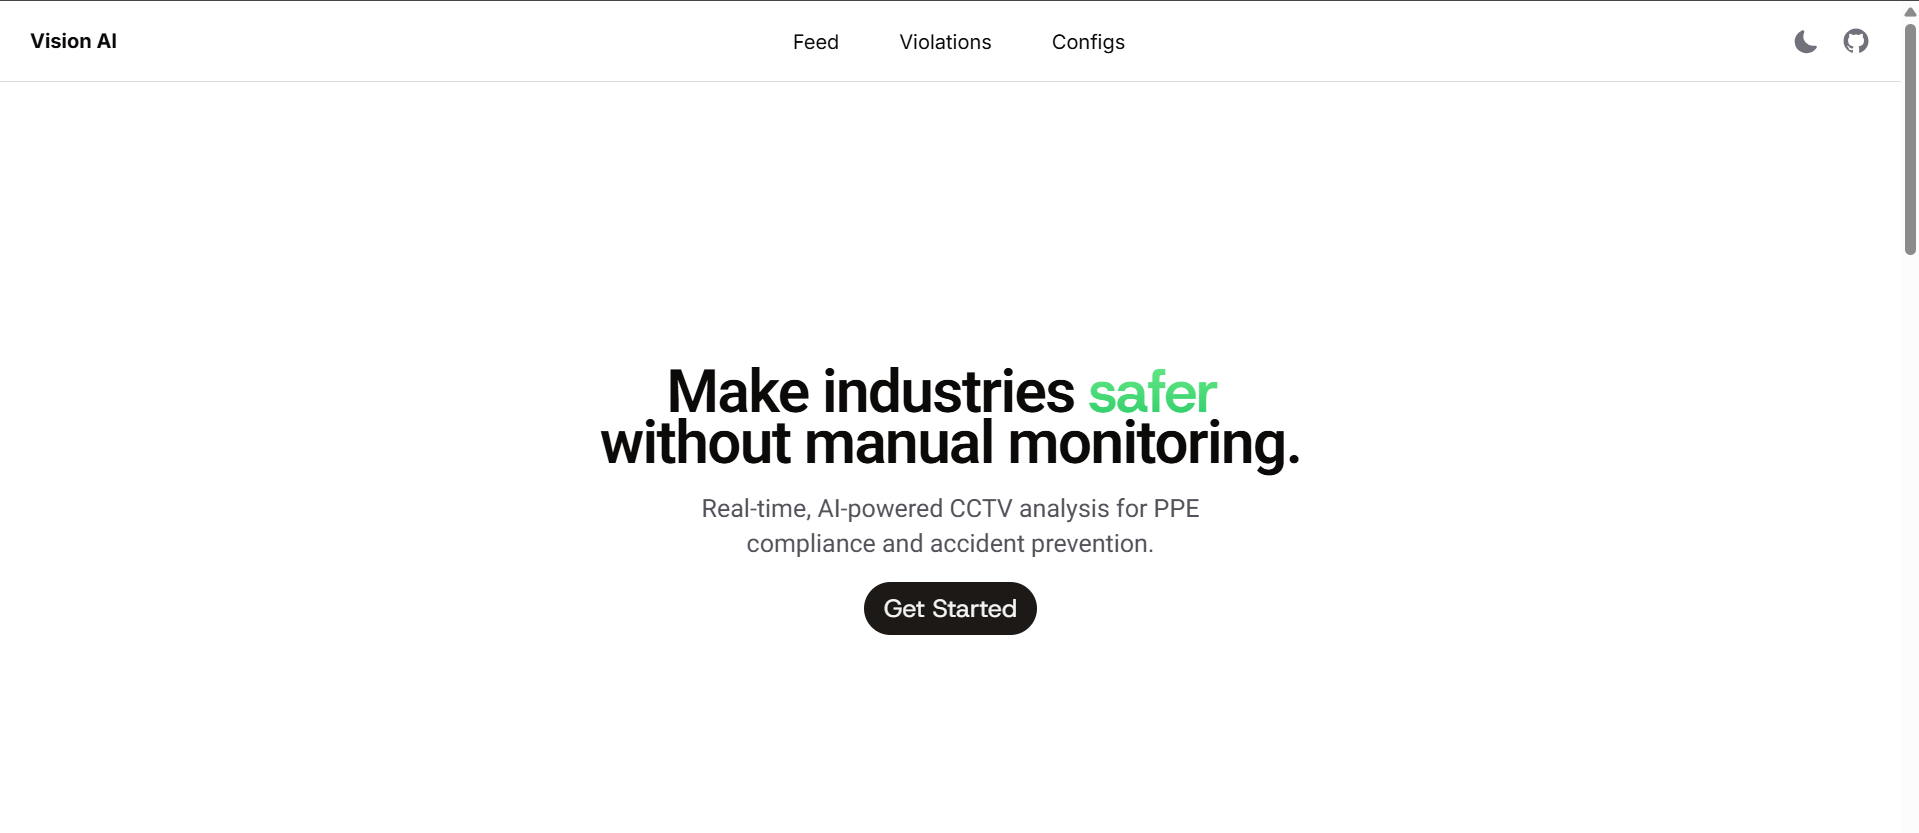 Vision AI
Feed
Violations
Configs
Make industries safer
without manual monitoring.
Real-time, AI-powered CCTV analysis for PPE
compliance and accident prevention.
Get Started